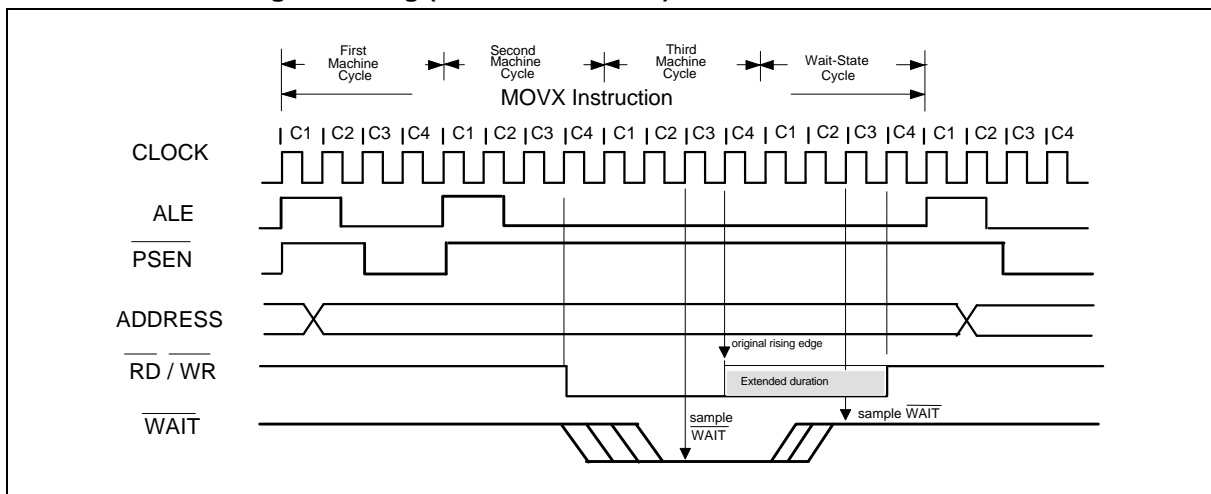 First Machine Cycle
Second Machine Cycle
Third Machine Cycle
Wait-State Cycle
MOVX Instruction
C1 C2 C3 C4 C1 C2 C3 C4 C1 C2 C3 C4 C1 C2 C3 C4 C1 C2 C3 C4
CLOCK
ALE
PSEN
ADDRESS
original rising edge
RD / WR
Extended duration
sample WAIT
sample WAIT
WAIT